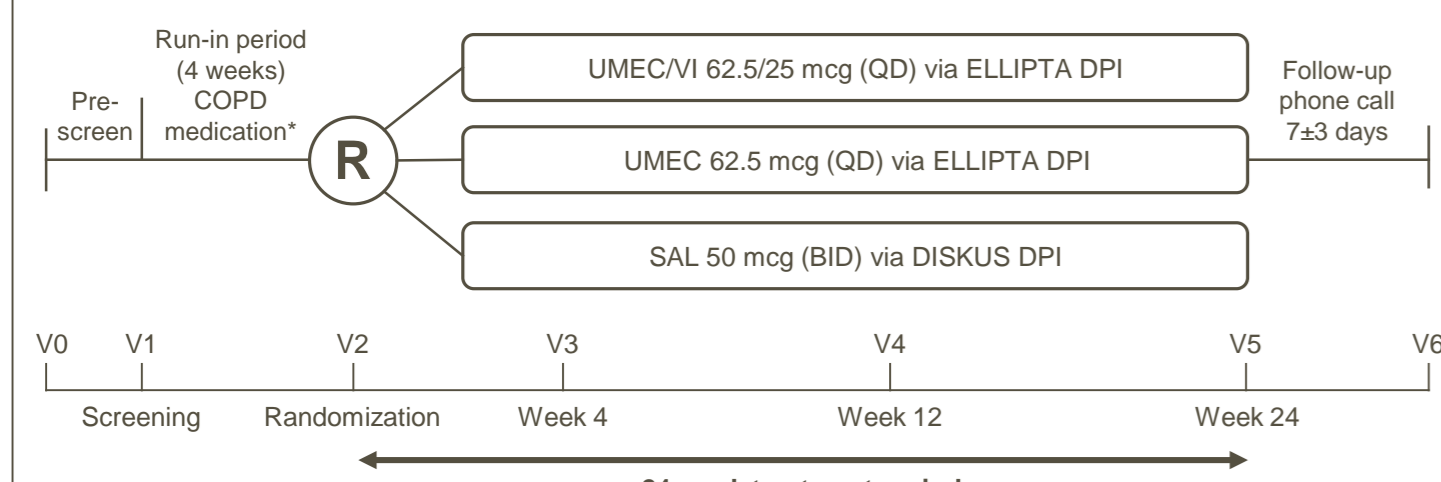 Run-in period
(4 weeks)
COPD
medication*
Pre-
screen
R
UMEC/VI 62.5/25 mcg (QD) via ELLIPTA DPI
UMEC 62.5 mcg (QD) via ELLIPTA DPI
SAL 50 mcg (BID) via DISKUS DPI
Follow-up
phone call
7±3 days
V0 V1 V2 V3 V4 V5 V6
Screening Randomization Week 4 Week 12 Week 24